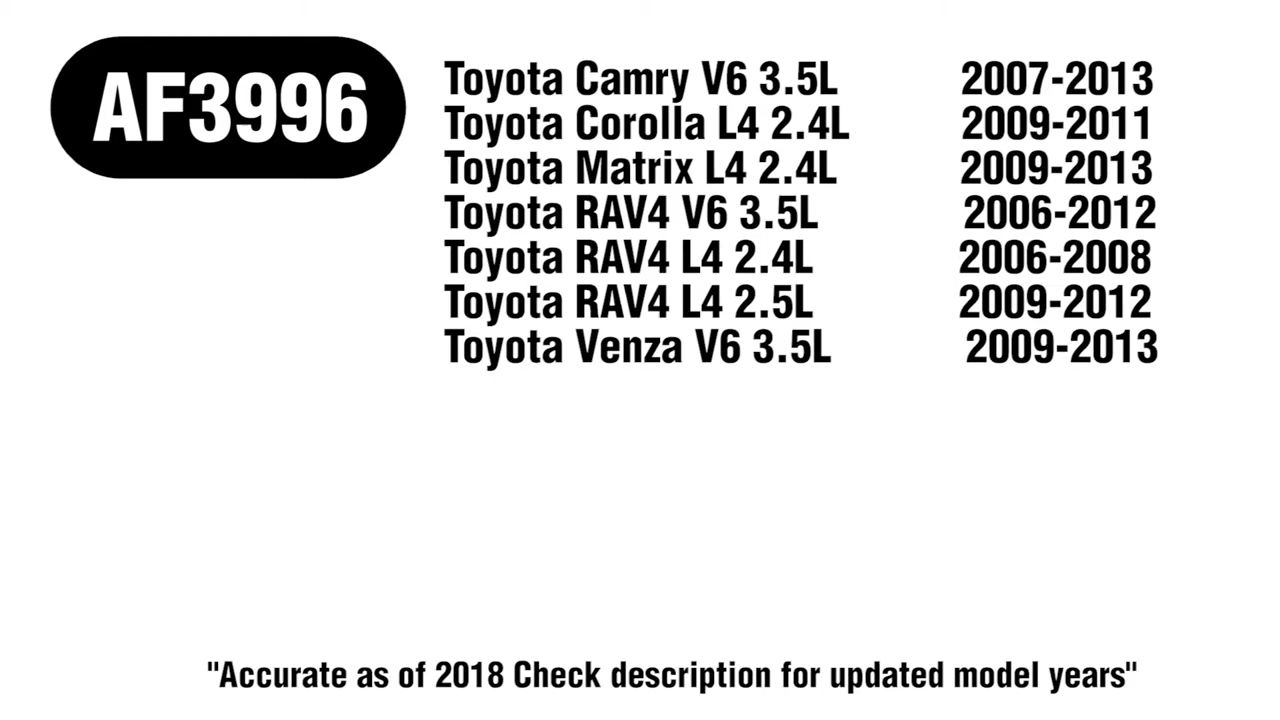 AF3996
Toyota Camry V6 3.5L 2007-2013
Toyota Corolla L4 2.4L 2009-2011
Toyota Matrix L4 2.4L 2009-2013
Toyota RAV4 V6 3.5L 2006-2012
Toyota RAV4 L4 2.4L 2006-2008
Toyota RAV4 L4 2.5L 2009-2012
Toyota Venza V6 3.5L 2009-2013
"Accurate as of 2018 Check description for updated model years"